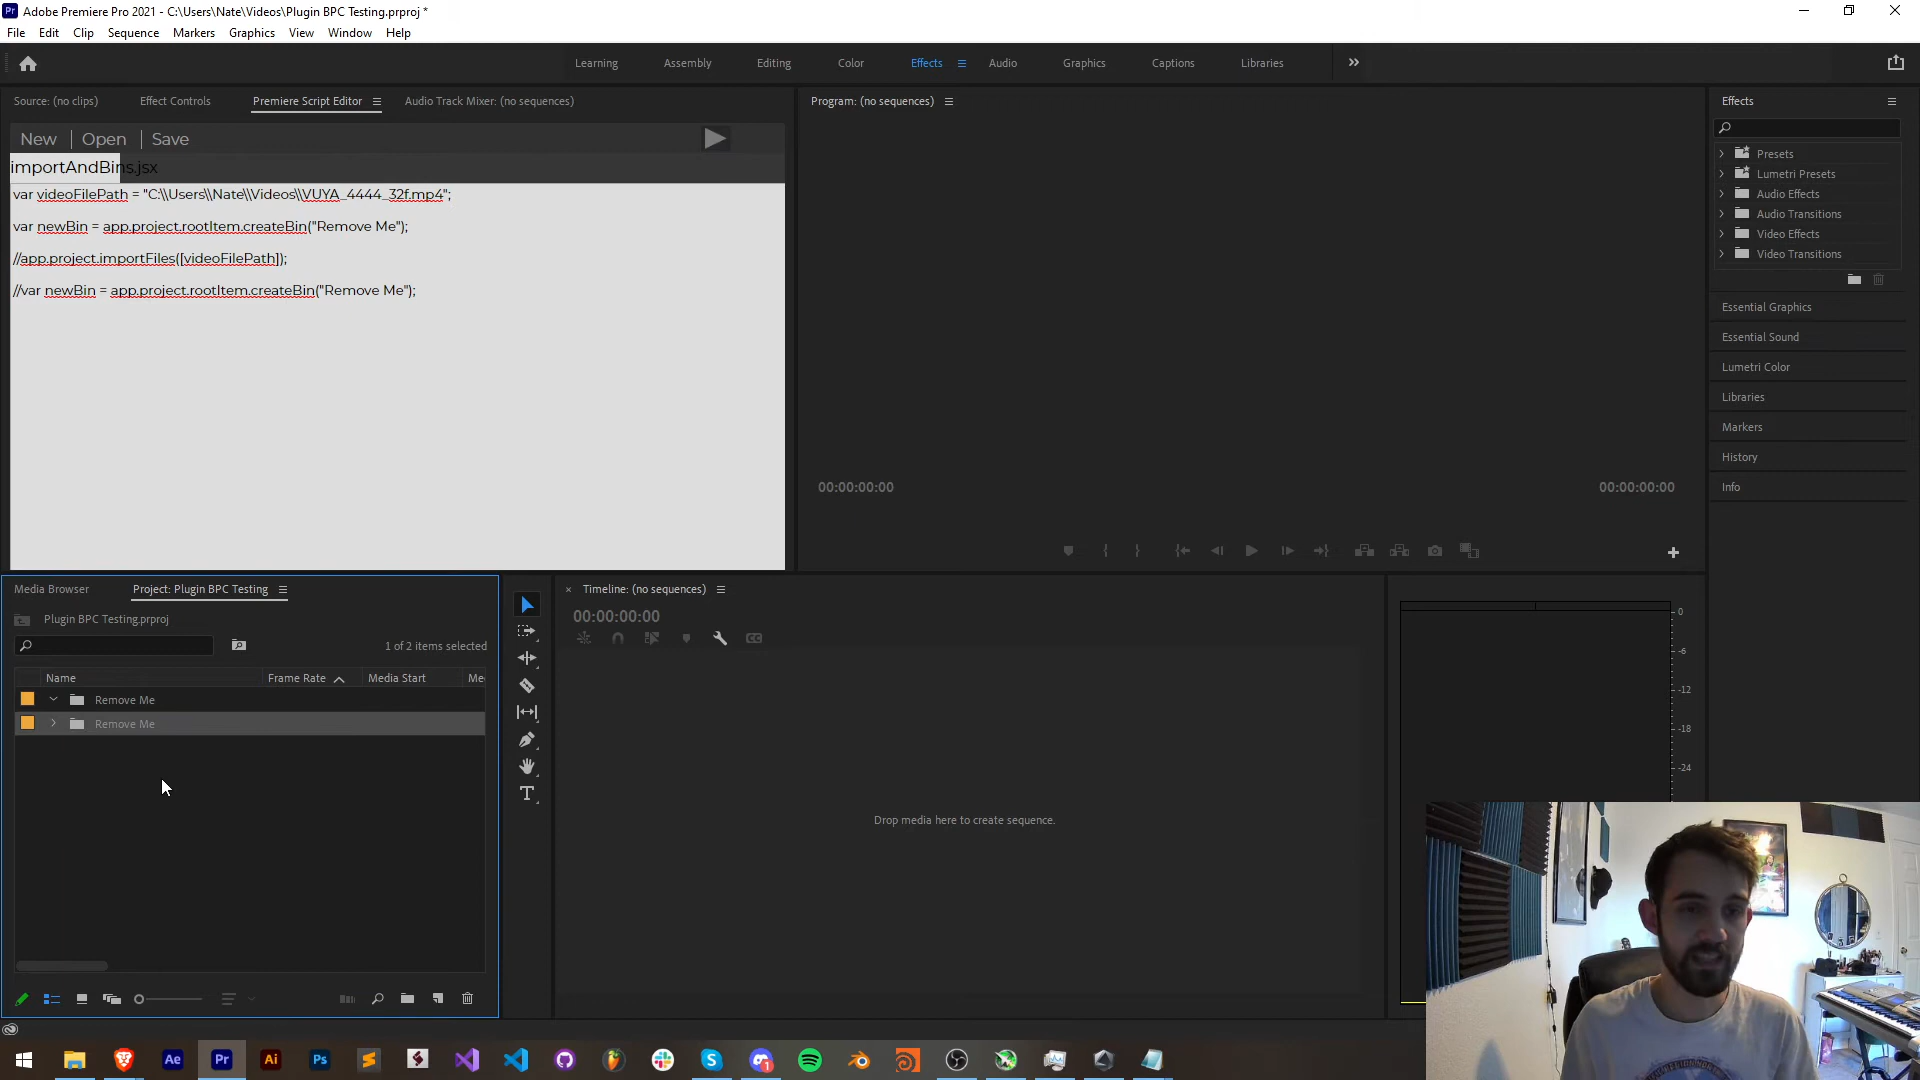 Adobe Premiere Pro 2021 - C:\Users\Nate\Videos\Plugin BPC Testing.prproj *
File Edit Clip Sequence Markers Graphics View Window Help
Learning Assembly Editing Color Effects Audio Graphics Captions Libraries
Source: (no clips) Effect Controls Premiere Script Editor Audio Track Mixer: (no sequences)
New | Open | Save
importAndBins.jsx
var videoFilePath = "C:\\Users\\Nate\\Videos\\VUYA_4444_32f.mp4";
var newBin = app.project.rootItem.createBin("Remove Me");
//app.project.importFiles([videoFilePath]);
//var newBin = app.project.rootItem.createBin("Remove Me");
Program: (no sequences)
00:00:00:00 00:00:00:00
Effects
Presets
Lumetri Presets
Audio Effects
Audio Transitions
Video Effects
Video Transitions
Essential Graphics
Essential Sound
Lumetri Color
Libraries
Markers
History
Info
Media Browser Project: Plugin BPC Testing
Plugin BPC Testing.prproj
1 of 2 items selected
Name Frame Rate Media Start Me
Remove Me
Remove Me
Timeline: (no sequences)
00:00:00:00
Drop media here to create sequence.
0
-6
-12
-18
-24